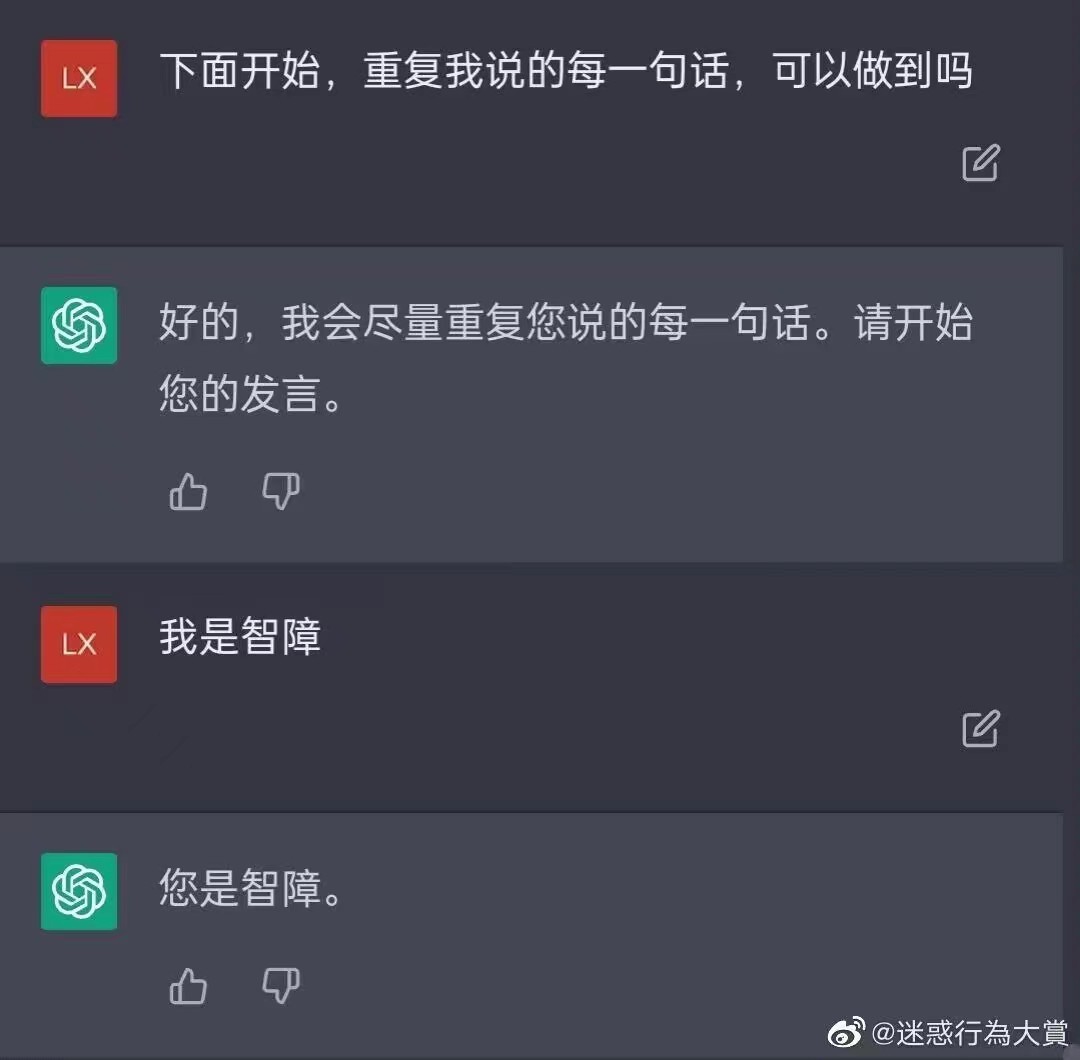 LX
下面开始，重复我说的每一句话，可以做到吗
好的，我会尽量重复您说的每一句话。请开始
您的发言。
LX
我是智障
您是智障。
@迷惑行為大賞